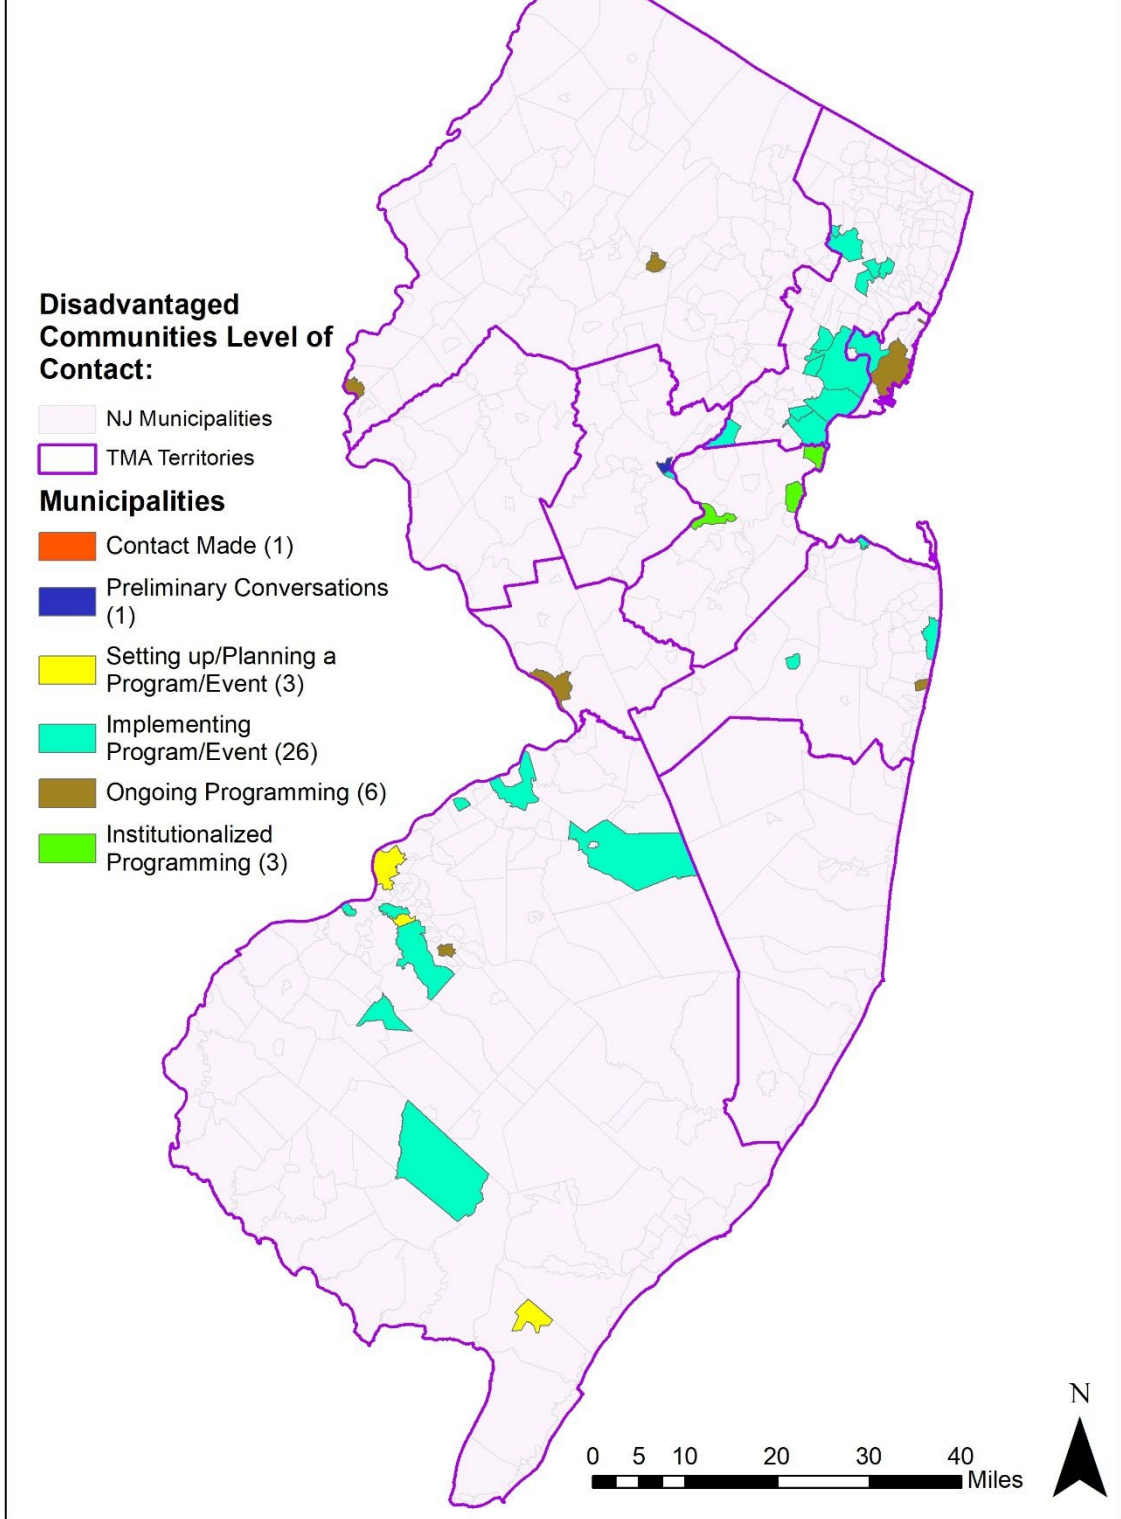 Disadvantaged
Communities Level of
Contact:
NJ Municipalities
TMA Territories
Municipalities
Contact Made (1)
Preliminary Conversations
(1)
Setting up/Planning a
Program/Event (3)
Implementing
Program/Event (26)
Ongoing Programming (6)
Institutionalized
Programming (3)
N
0 5 10 20 30 40
Miles